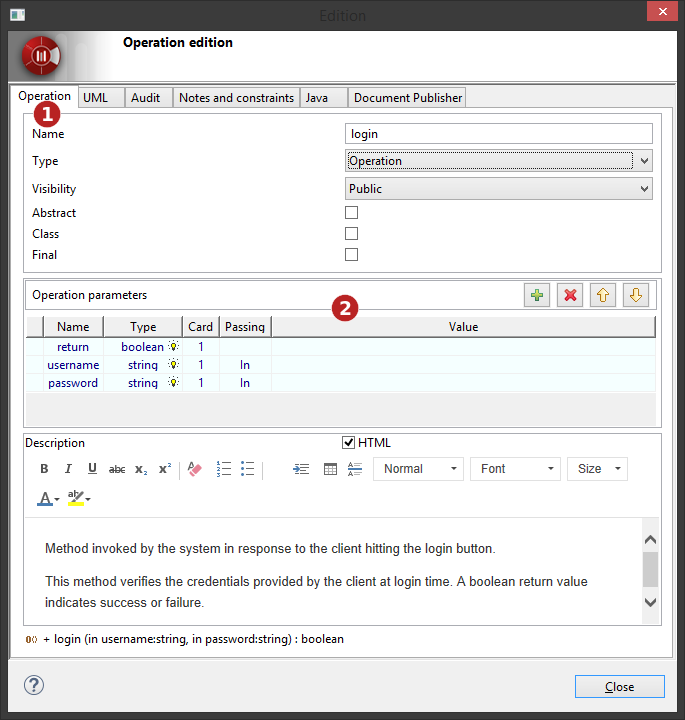 Edition
Operation edition
Operation UML Audit Notes and constraints Java Document Publisher
1
Name login
Type Operation
Visibility Public
Abstract
Class
Final
2
Operation parameters
Name Type Card Passing Value
return boolean 1
username string 1 In
password string 1 In
Description HTML
B I U abc x₂ x² Normal Font Size
A ab
Method invoked by the system in response to the client hitting the login button.
This method verifies the credentials provided by the client at login time. A boolean return value
indicates success or failure.
+ login (in username:string, in password:string) : boolean
? Close